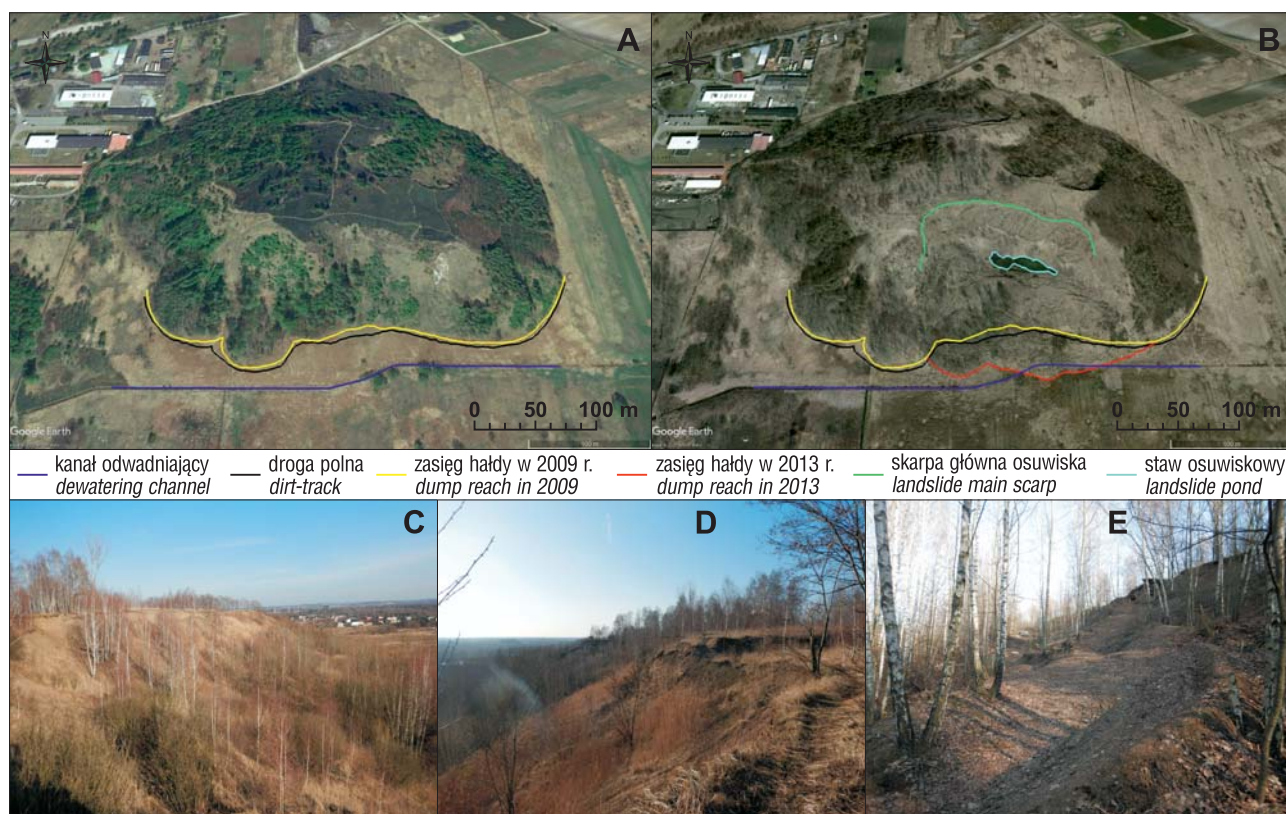 N
A
N
B
0 50 100 m
0 50 100 m
Google Earth
Google Earth
kanał odwadniający
dewatering channel
droga polna
dirt-track
zasięg hałdy w 2009 r.
dump reach in 2009
zasięg hałdy w 2013 r.
dump reach in 2013
skarpa główna osuwiska
landslide main scarp
staw osuwiskowy
landslide pond
C
D
E